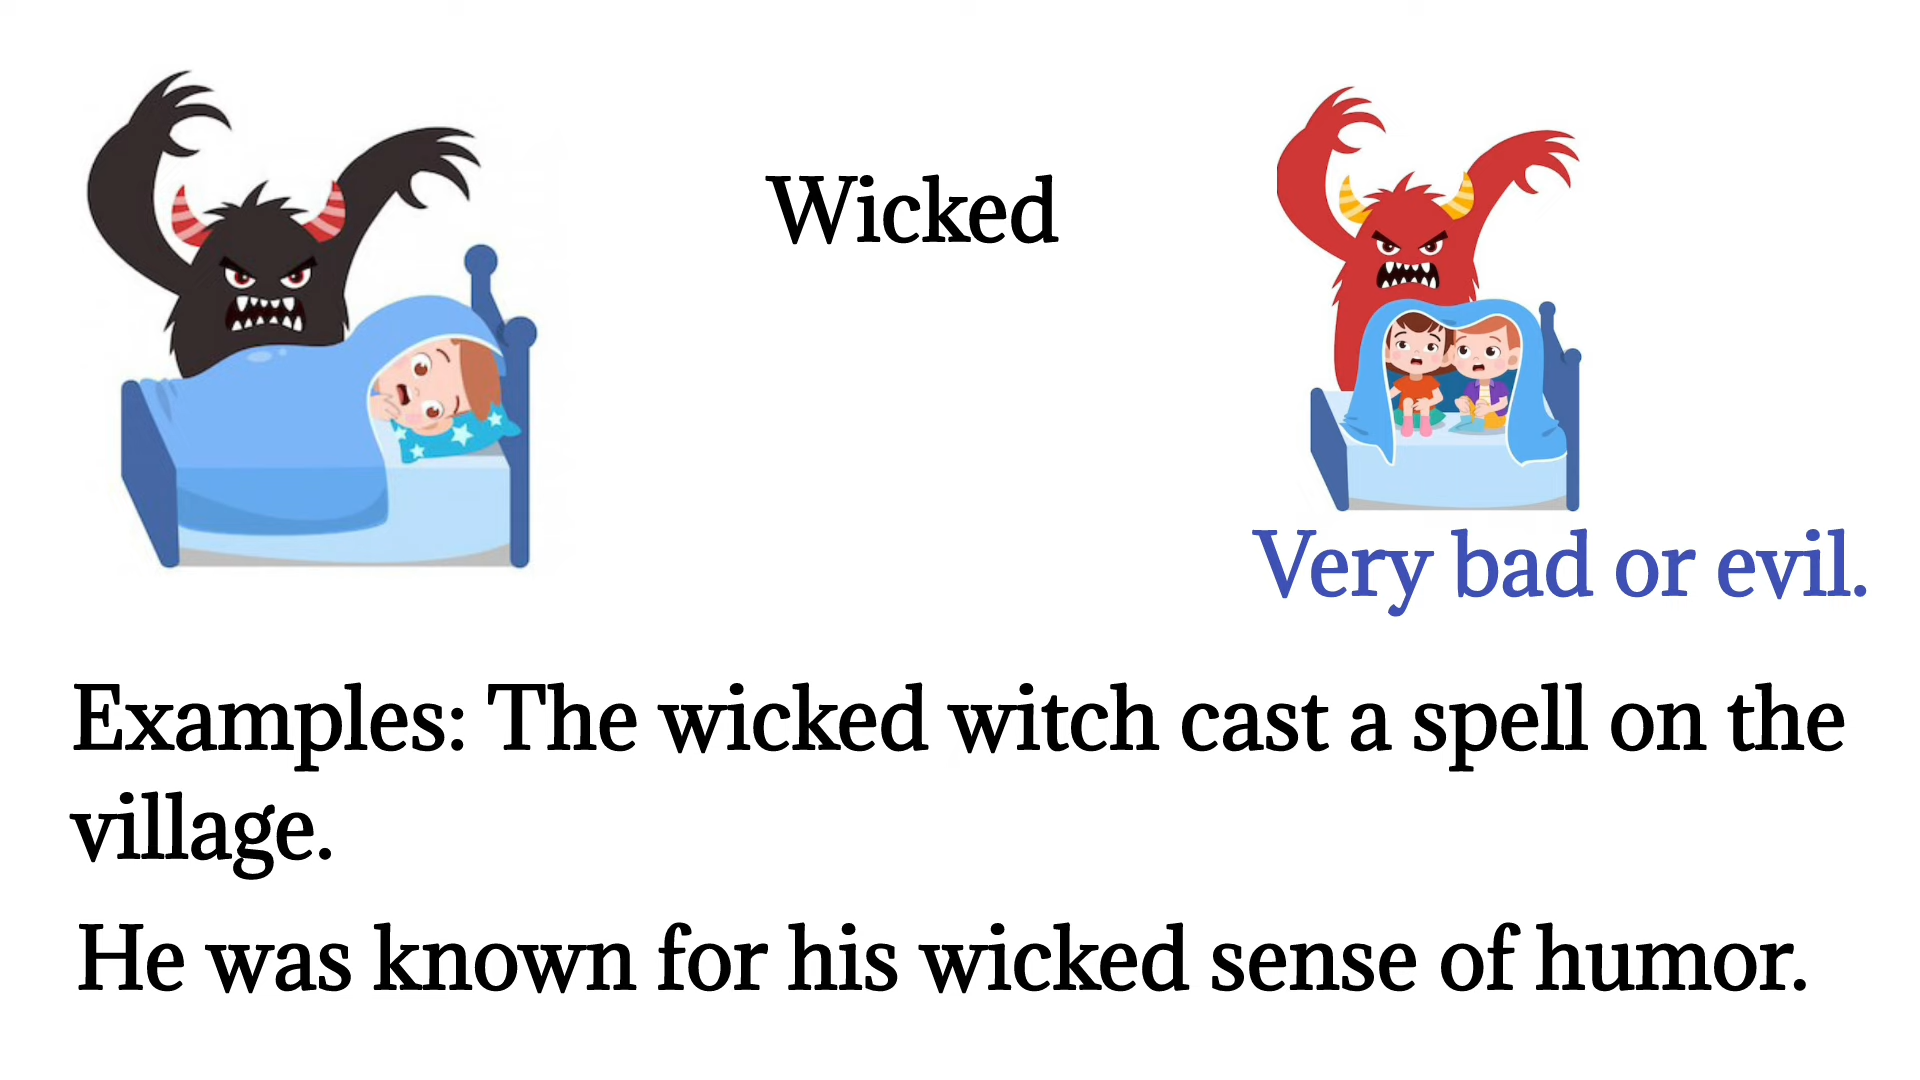 Wicked
Very bad or evil.
Examples: The wicked witch cast a spell on the
village.
He was known for his wicked sense of humor.